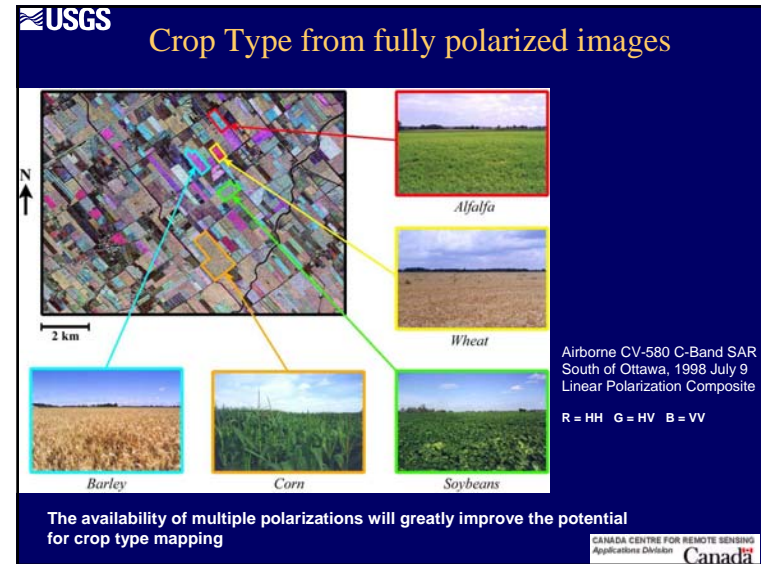 USGS
Crop Type from fully polarized images
N
2 km
Alfalfa
Wheat
Airborne CV-580 C-Band SAR
South of Ottawa, 1998 July 9
Linear Polarization Composite
R = HH G = HV B = VV
Barley
Corn
Soybeans
The availability of multiple polarizations will greatly improve the potential
for crop type mapping
CANADA CENTRE FOR REMOTE SENSING
Applications Division
Canada